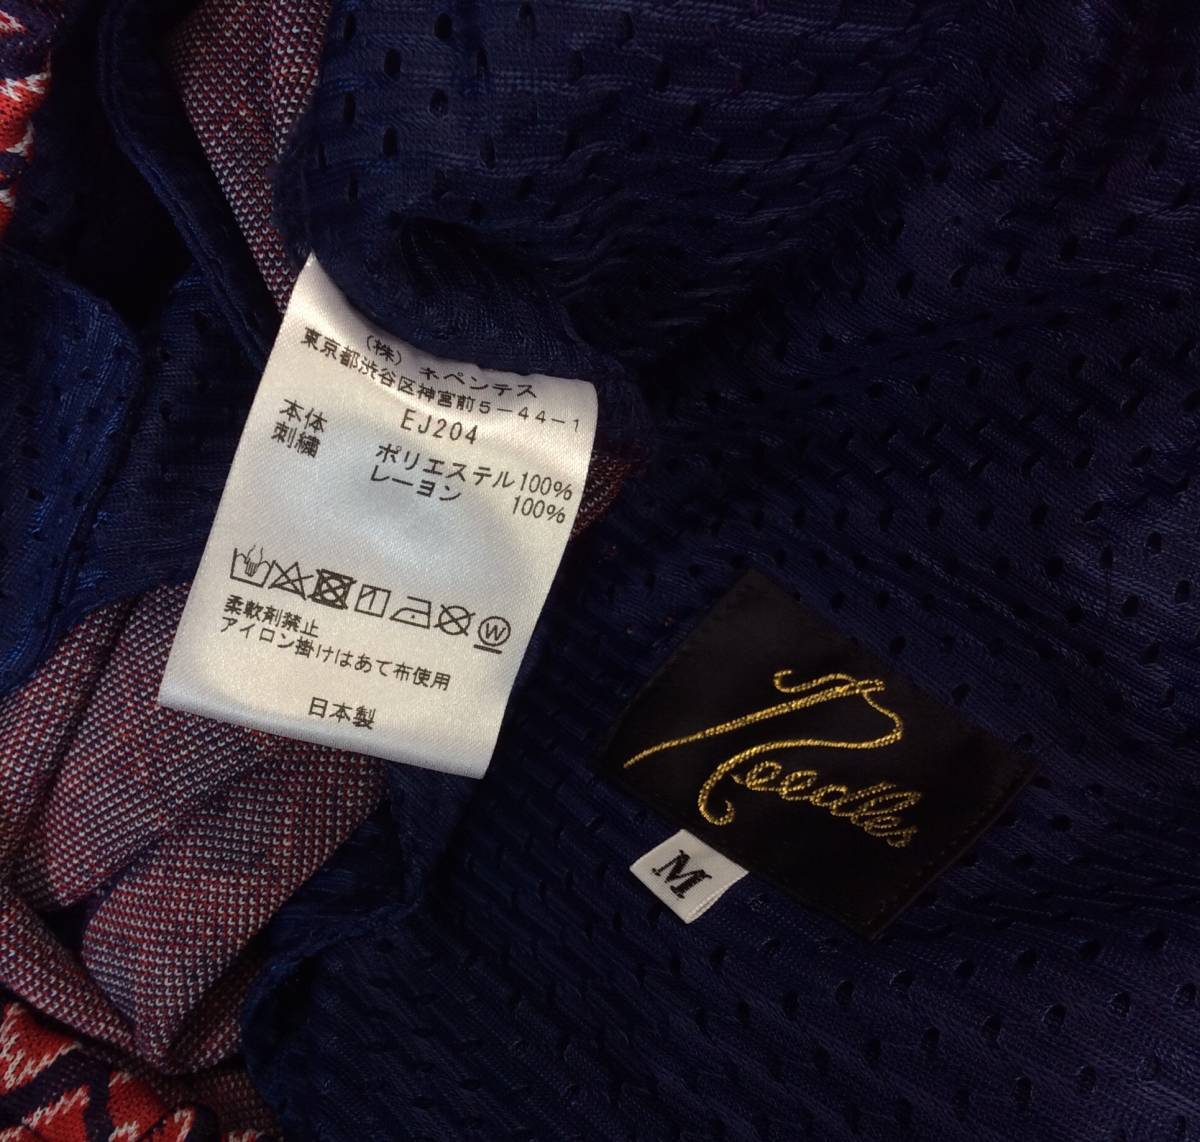 (株) ネペンテス
東京都渋谷区神宮前5-44-1
EJ204
本体 ポリエステル100%
刺繍 レーヨン 100%
W
柔軟剤禁止
アイロン掛けはあて布使用
日本製
Needles
M